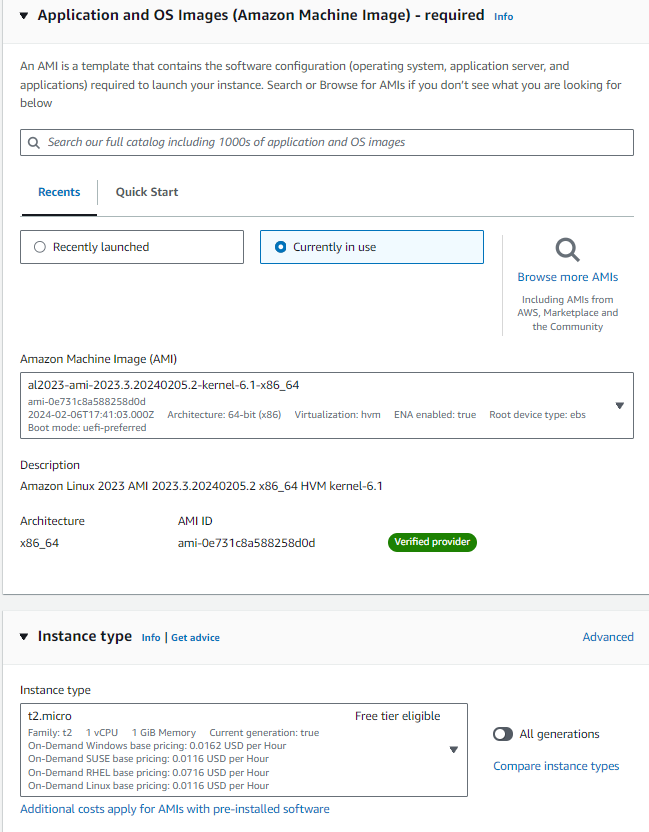 Application and OS Images (Amazon Machine Image) - required Info
An AMI is a template that contains the software configuration (operating system, application server, and
applications) required to launch your instance. Search or Browse for AMIs if you don't see what you are looking for
below
Search our full catalog including 1000s of application and OS images
Recents Quick Start
Recently launched Currently in use
Browse more AMIs
Including AMIs from
AWS, Marketplace and
the Community
Amazon Machine Image (AMI)
al2023-ami-2023.3.20240205.2-kernel-6.1-x86_64
ami-0e731c8a588258d0d
2024-02-06T17:41:03.000Z Architecture: 64-bit (x86) Virtualization: hvm ENA enabled: true Root device type: ebs
Boot mode: uefi-preferred
Description
Amazon Linux 2023 AMI 2023.3.20240205.2 x86_64 HVM kernel-6.1
Architecture AMI ID
x86_64 ami-0e731c8a588258d0d Verified provider
Instance type Info | Get advice Advanced
Instance type
t2.micro Free tier eligible
Family: t2 1 vCPU 1 GiB Memory Current generation: true
On-Demand Windows base pricing: 0.0162 USD per Hour
On-Demand SUSE base pricing: 0.0116 USD per Hour
On-Demand RHEL base pricing: 0.0716 USD per Hour
On-Demand Linux base pricing: 0.0116 USD per Hour
All generations
Compare instance types
Additional costs apply for AMIs with pre-installed software